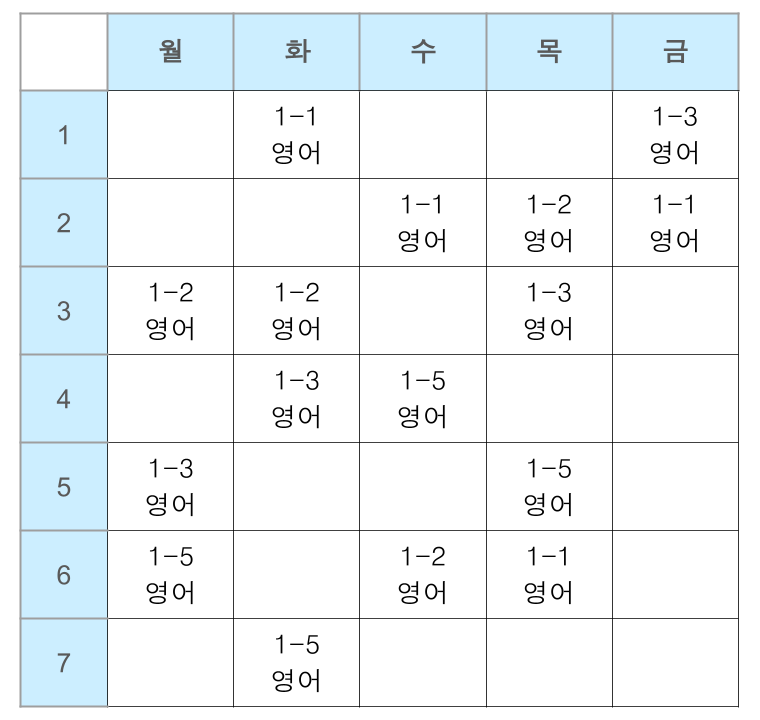 월 화 수 목 금
1 1-1 1-3
영어 영어
2 1-1 1-2 1-1
영어 영어 영어
3 1-2 1-2 1-3
영어 영어 영어
4 1-3 1-5
영어 영어
5 1-3 1-5
영어 영어
6 1-5 1-2 1-1
영어 영어 영어
7 1-5
영어